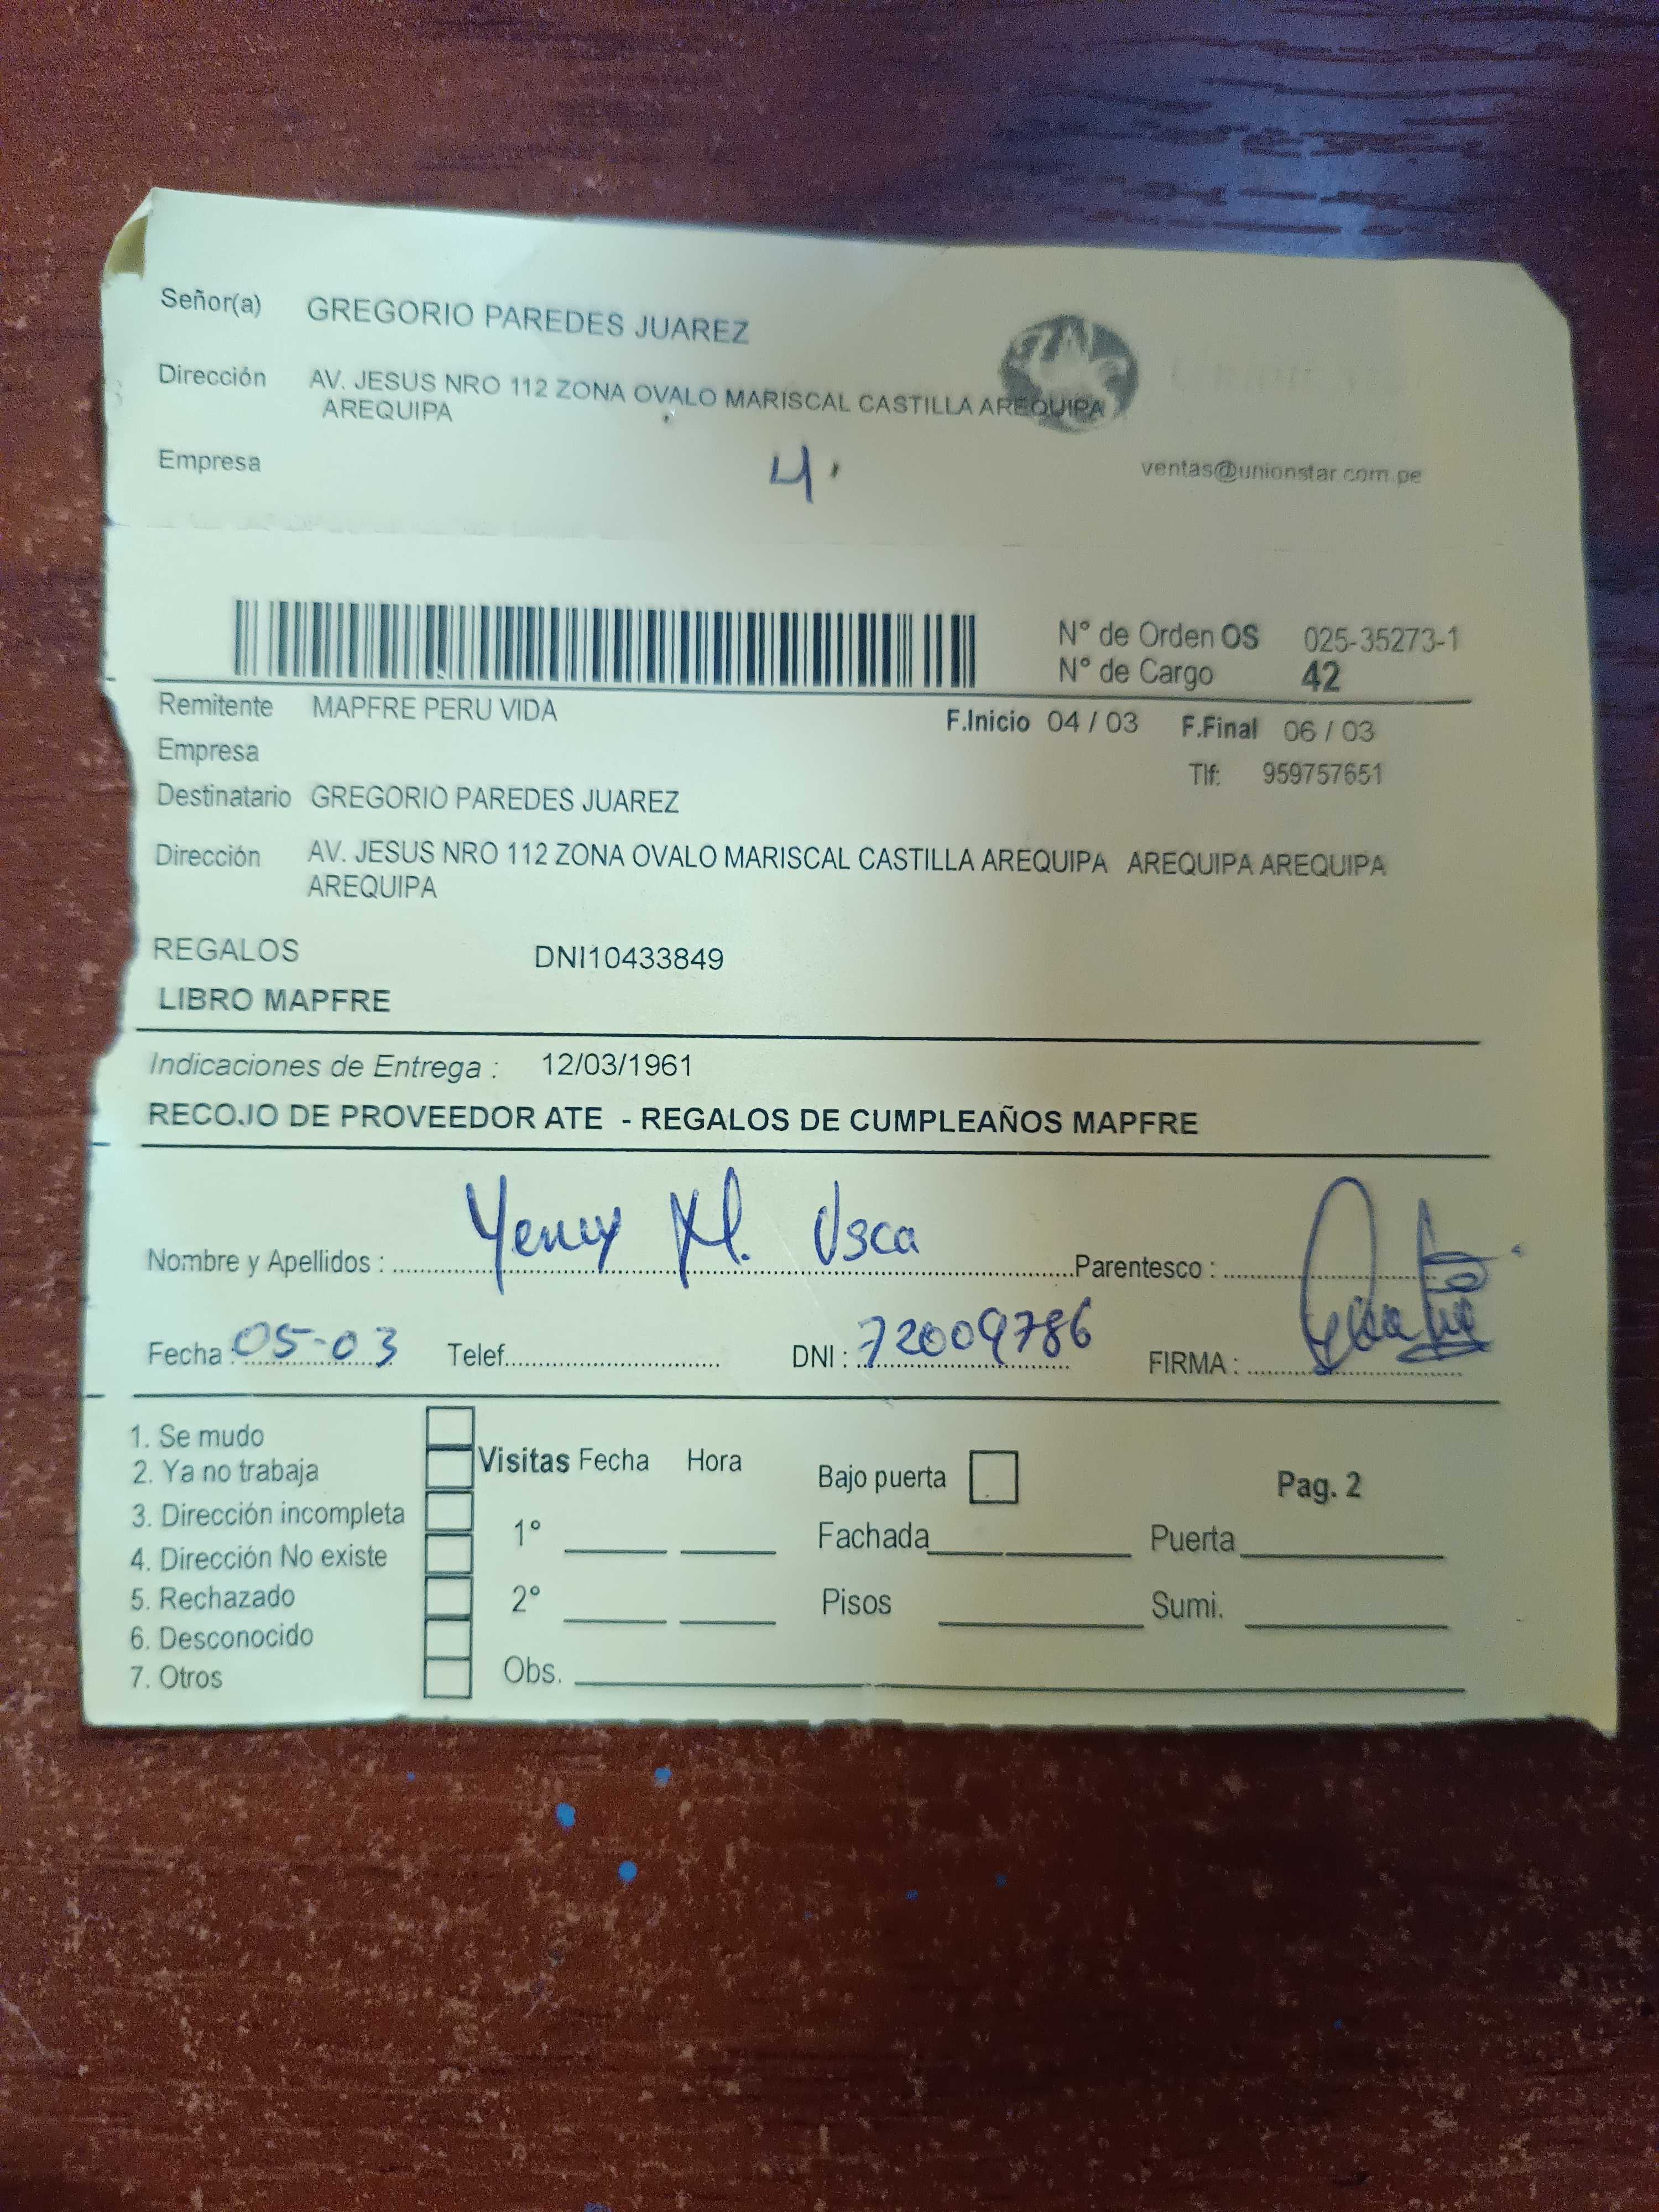 Señor(a) GREGORIO PAREDES JUAREZ
Dirección AV. JESUS NRO 112 ZONA OVALO MARISCAL CASTILLA AREQUIPA
AREQUIPA
Empresa 4 ventas@unionstar.com.pe
N° de Orden OS 025-35273-1
N° de Cargo 42
Remitente MAPFRE PERU VIDA F.Inicio 04 / 03 F.Final 06 / 03
Empresa
Tlf: 959757651
Destinatario GREGORIO PAREDES JUAREZ
Dirección AV. JESUS NRO 112 ZONA OVALO MARISCAL CASTILLA AREQUIPA AREQUIPA AREQUIPA
AREQUIPA
REGALOS DNI10433849
LIBRO MAPFRE
Indicaciones de Entrega : 12/03/1961
RECOJO DE PROVEEDOR ATE - REGALOS DE CUMPLEAÑOS MAPFRE
Nombre y Apellidos : Yeny M. Usca Parentesco :
Fecha : 05-03 Telef. DNI : 72009786 FIRMA :
1. Se mudo
2. Ya no trabaja
3. Dirección incompleta
4. Dirección No existe
5. Rechazado
6. Desconocido
7. Otros
Visitas Fecha Hora
1°
2°
Obs.
Bajo puerta Pag. 2
Fachada Puerta
Pisos Sumi.